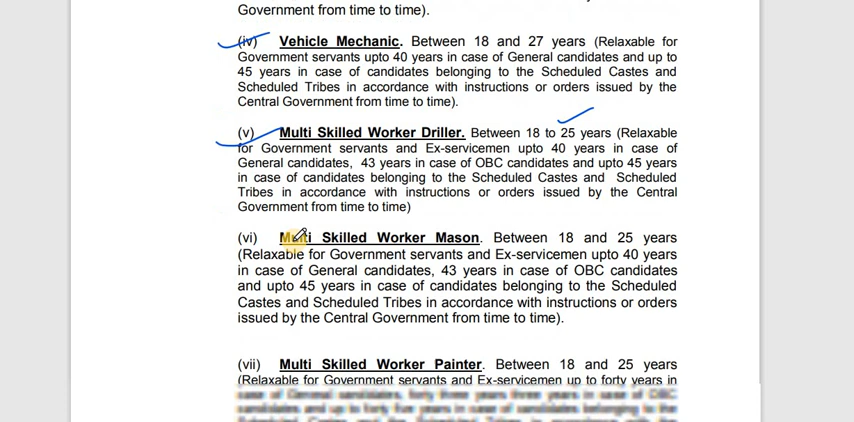 Government from time to time).
(iv) Vehicle Mechanic. Between 18 and 27 years (Relaxable for
Government servants upto 40 years in case of General candidates and up to
45 years in case of candidates belonging to the Scheduled Castes and
Scheduled Tribes in accordance with instructions or orders issued by the
Central Government from time to time).
(v) Multi Skilled Worker Driller. Between 18 to 25 years (Relaxable
for Government servants and Ex-servicemen upto 40 years in case of
General candidates, 43 years in case of OBC candidates and upto 45 years
in case of candidates belonging to the Scheduled Castes and Scheduled
Tribes in accordance with instructions or orders issued by the Central
Government from time to time)
(vi) Multi Skilled Worker Mason. Between 18 and 25 years
(Relaxable for Government servants and Ex-servicemen upto 40 years
in case of General candidates, 43 years in case of OBC candidates
and upto 45 years in case of candidates belonging to the Scheduled
Castes and Scheduled Tribes in accordance with instructions or orders
issued by the Central Government from time to time).
(vii) Multi Skilled Worker Painter. Between 18 and 25 years
(Relaxable for Government servants and Ex-servicemen up to forty years in